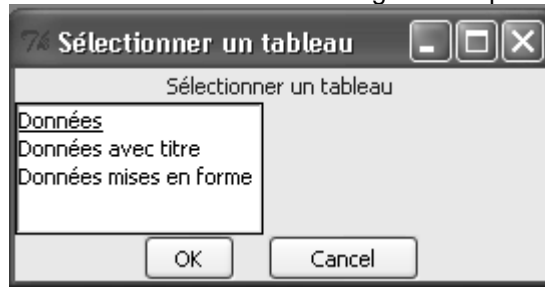 Sélectionner un tableau
Sélectionner un tableau
Données
Données avec titre
Données mises en forme
OK Cancel